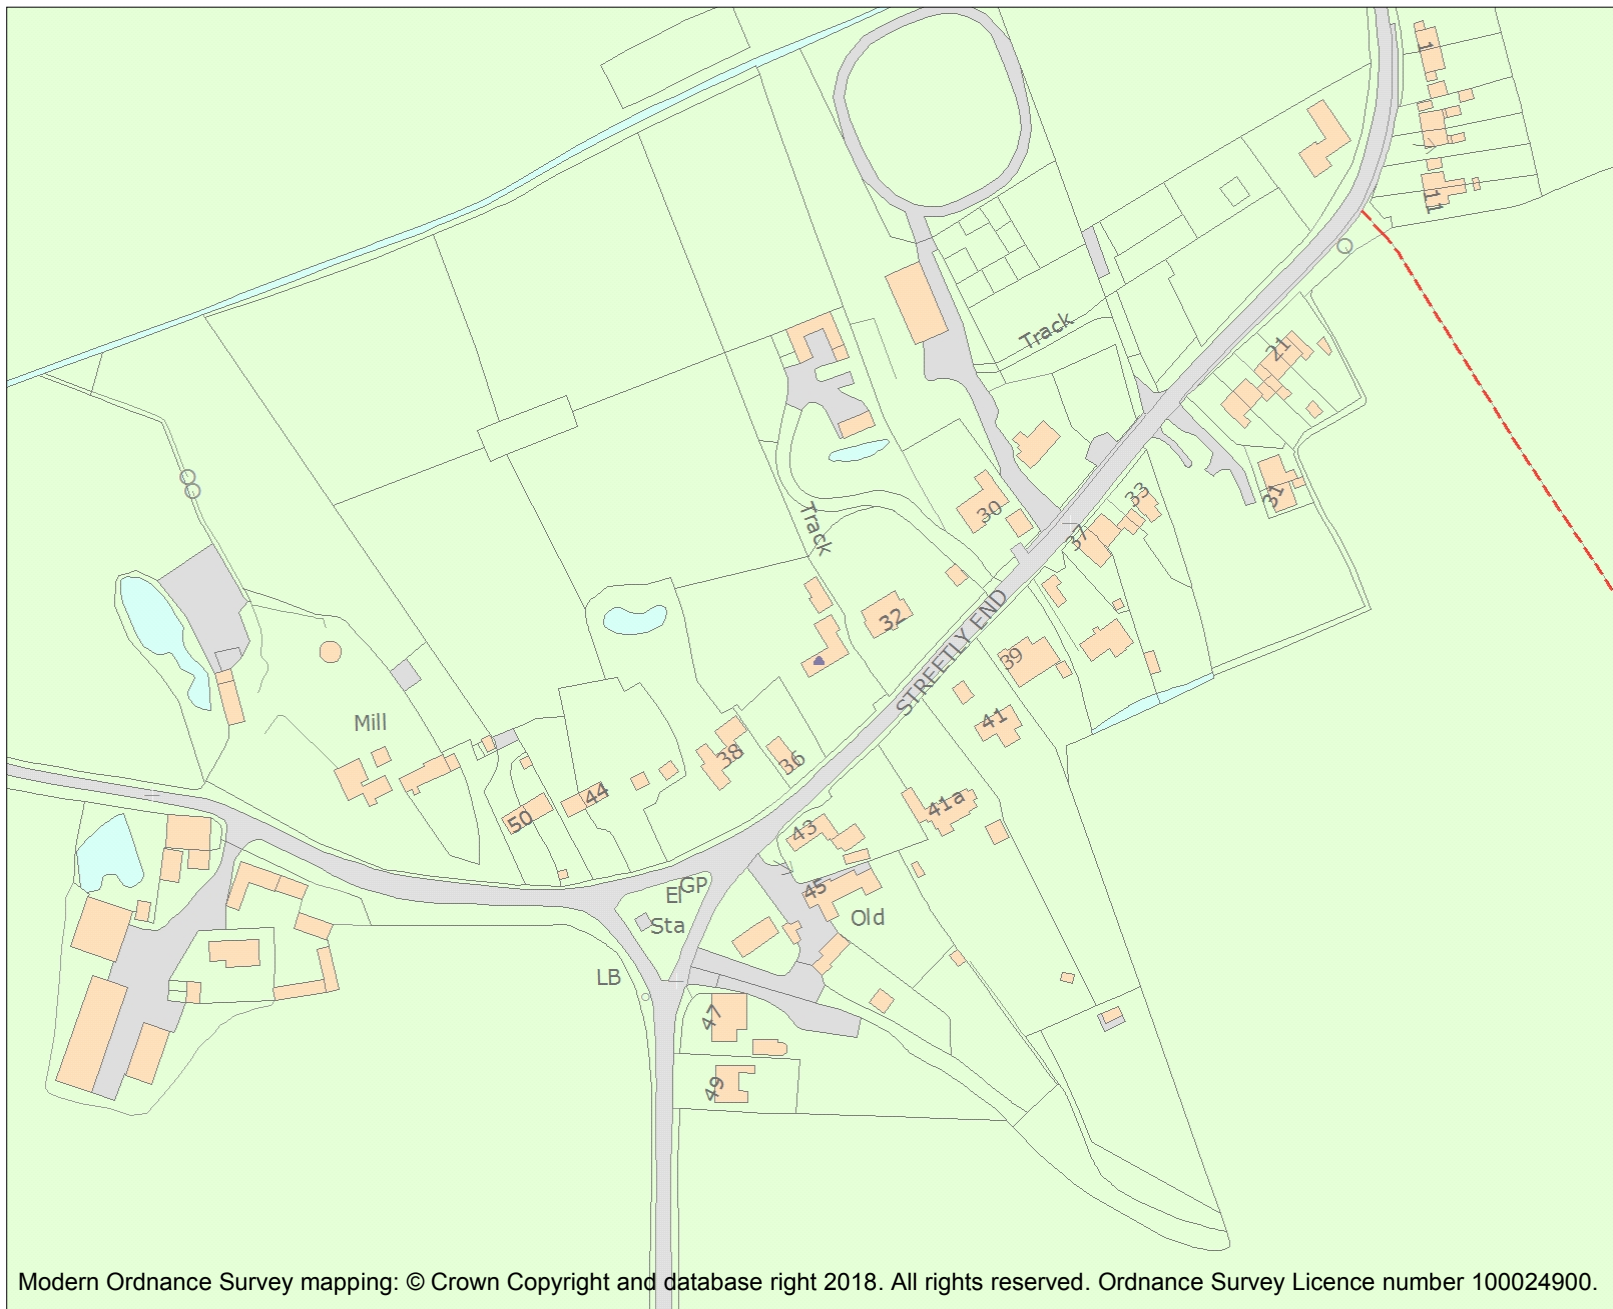 1
11
Track
21
30
31
33
37
Track
32
STREETLY END
39
41
Mill
38
36
44
50
41a
43
45
El
GP
Sta
Old
LB
47
49
Modern Ordnance Survey mapping: © Crown Copyright and database right 2018. All rights reserved. Ordnance Survey Licence number 100024900.